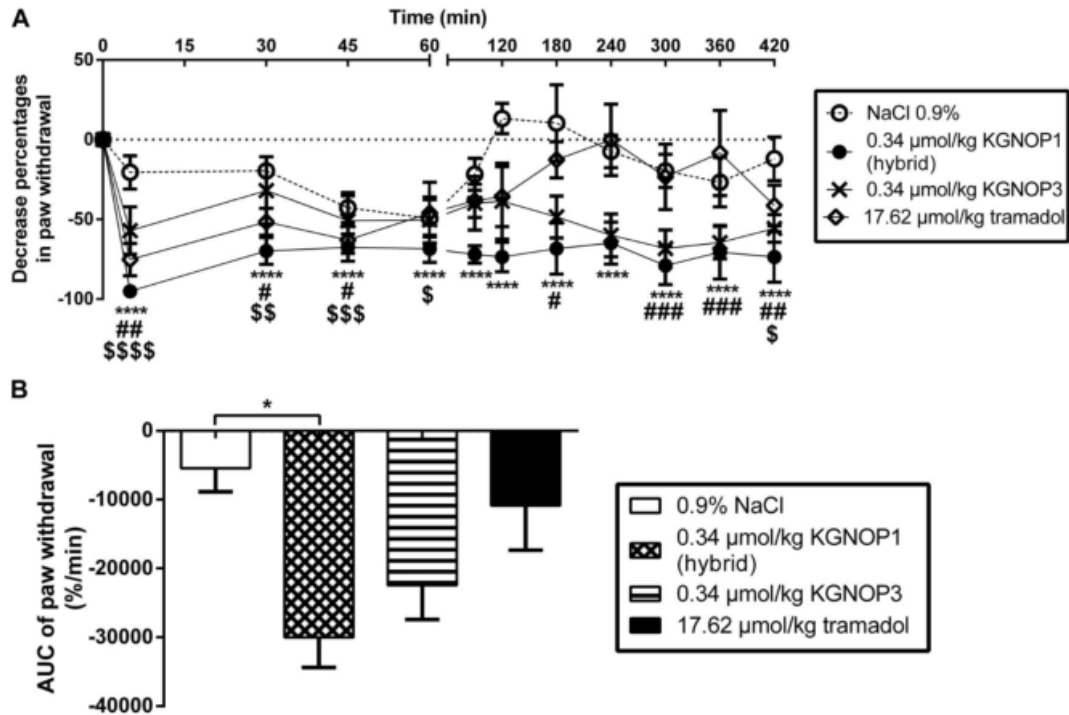 A
Time (min)
0 15 30 45 60 120 180 240 300 360 420
50
0
-50
-100
Decrease percentages
in paw withdrawal
NaCl 0.9%
0.34 µmol/kg KGNOP1
(hybrid)
0.34 µmol/kg KGNOP3
17.62 µmol/kg tramadol
**** **** **** **** **** **** **** **** **** **** ****
## # # $ # ### ### ##
$$$$ $$ $$$ $
B
*
0
-10000
-20000
-30000
-40000
AUC of paw withdrawal
(%/min)
0.9% NaCl
0.34 µmol/kg KGNOP1
(hybrid)
0.34 µmol/kg KGNOP3
17.62 µmol/kg tramadol